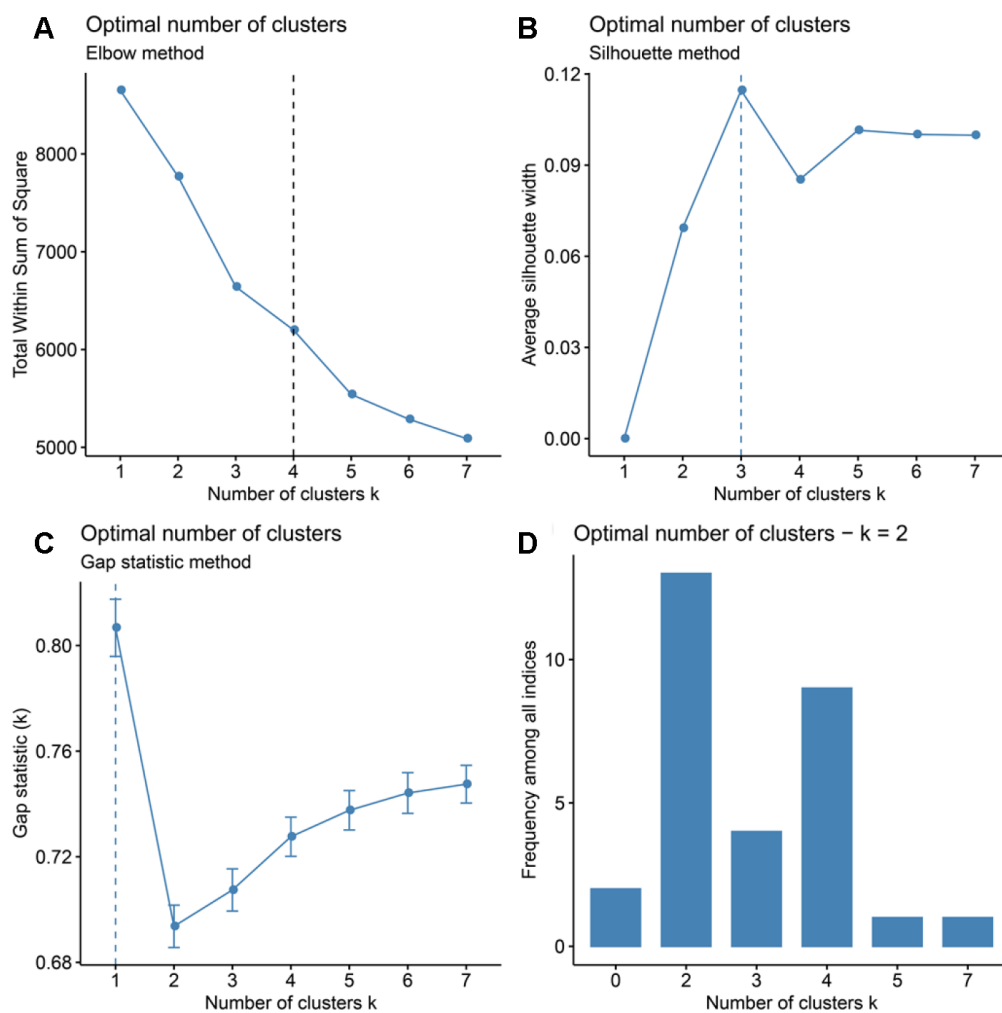 A
Optimal number of clusters
Elbow method
Total Within Sum of Square
8000
7000
6000
5000
1 2 3 4 5 6 7
Number of clusters k
B
Optimal number of clusters
Silhouette method
Average silhouette width
0.12
0.09
0.06
0.03
0.00
1 2 3 4 5 6 7
Number of clusters k
C
Optimal number of clusters
Gap statistic method
Gap statistic (k)
0.80
0.76
0.72
0.68
1 2 3 4 5 6 7
Number of clusters k
D
Optimal number of clusters − k = 2
Frequency among all indices
10
5
0
0 2 3 4 5 7
Number of clusters k